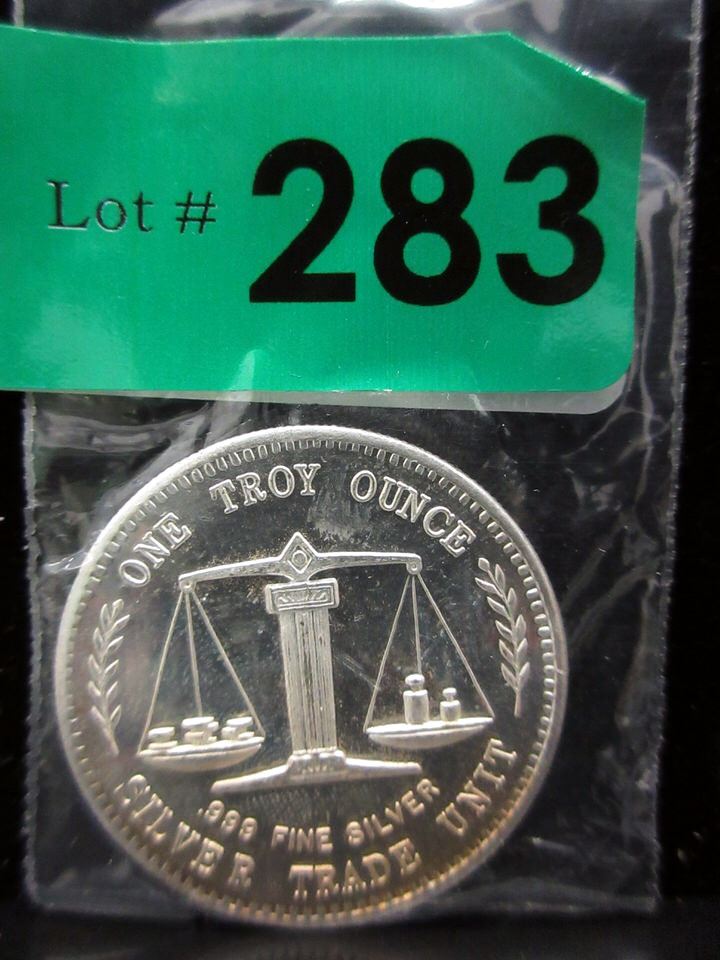 Lot # 283
ONE TROY OUNCE
.999 FINE SILVER
SILVER TRADE UNIT